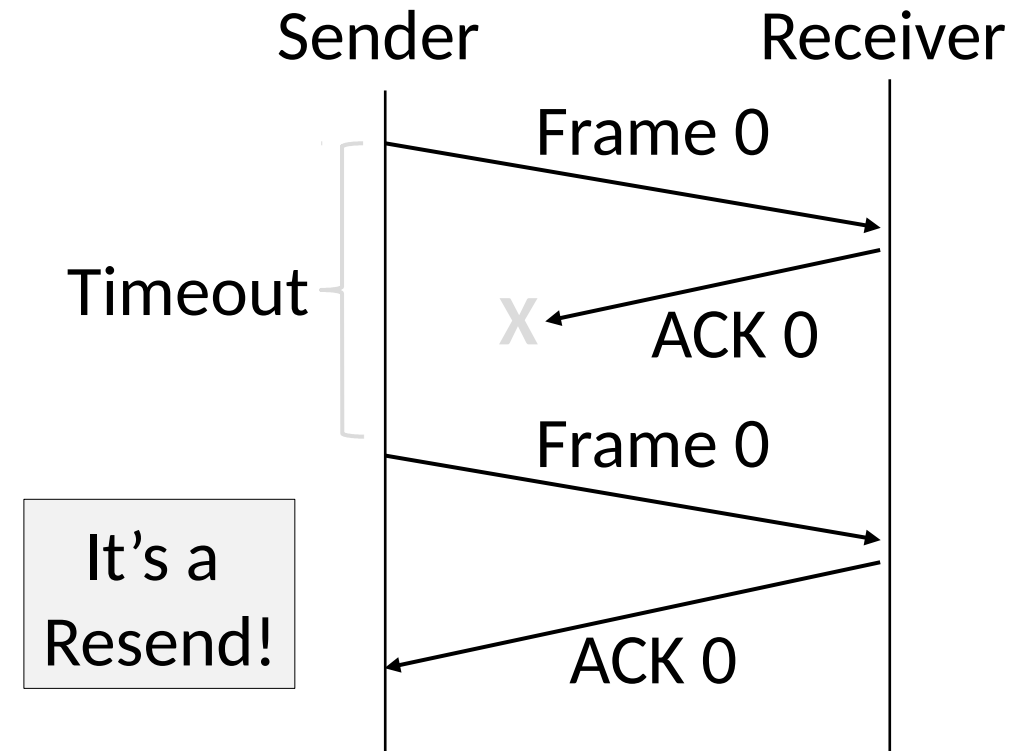 Sender
Receiver
Frame 0
Timeout
X
ACK 0
Frame 0
It’s a
Resend!
ACK 0